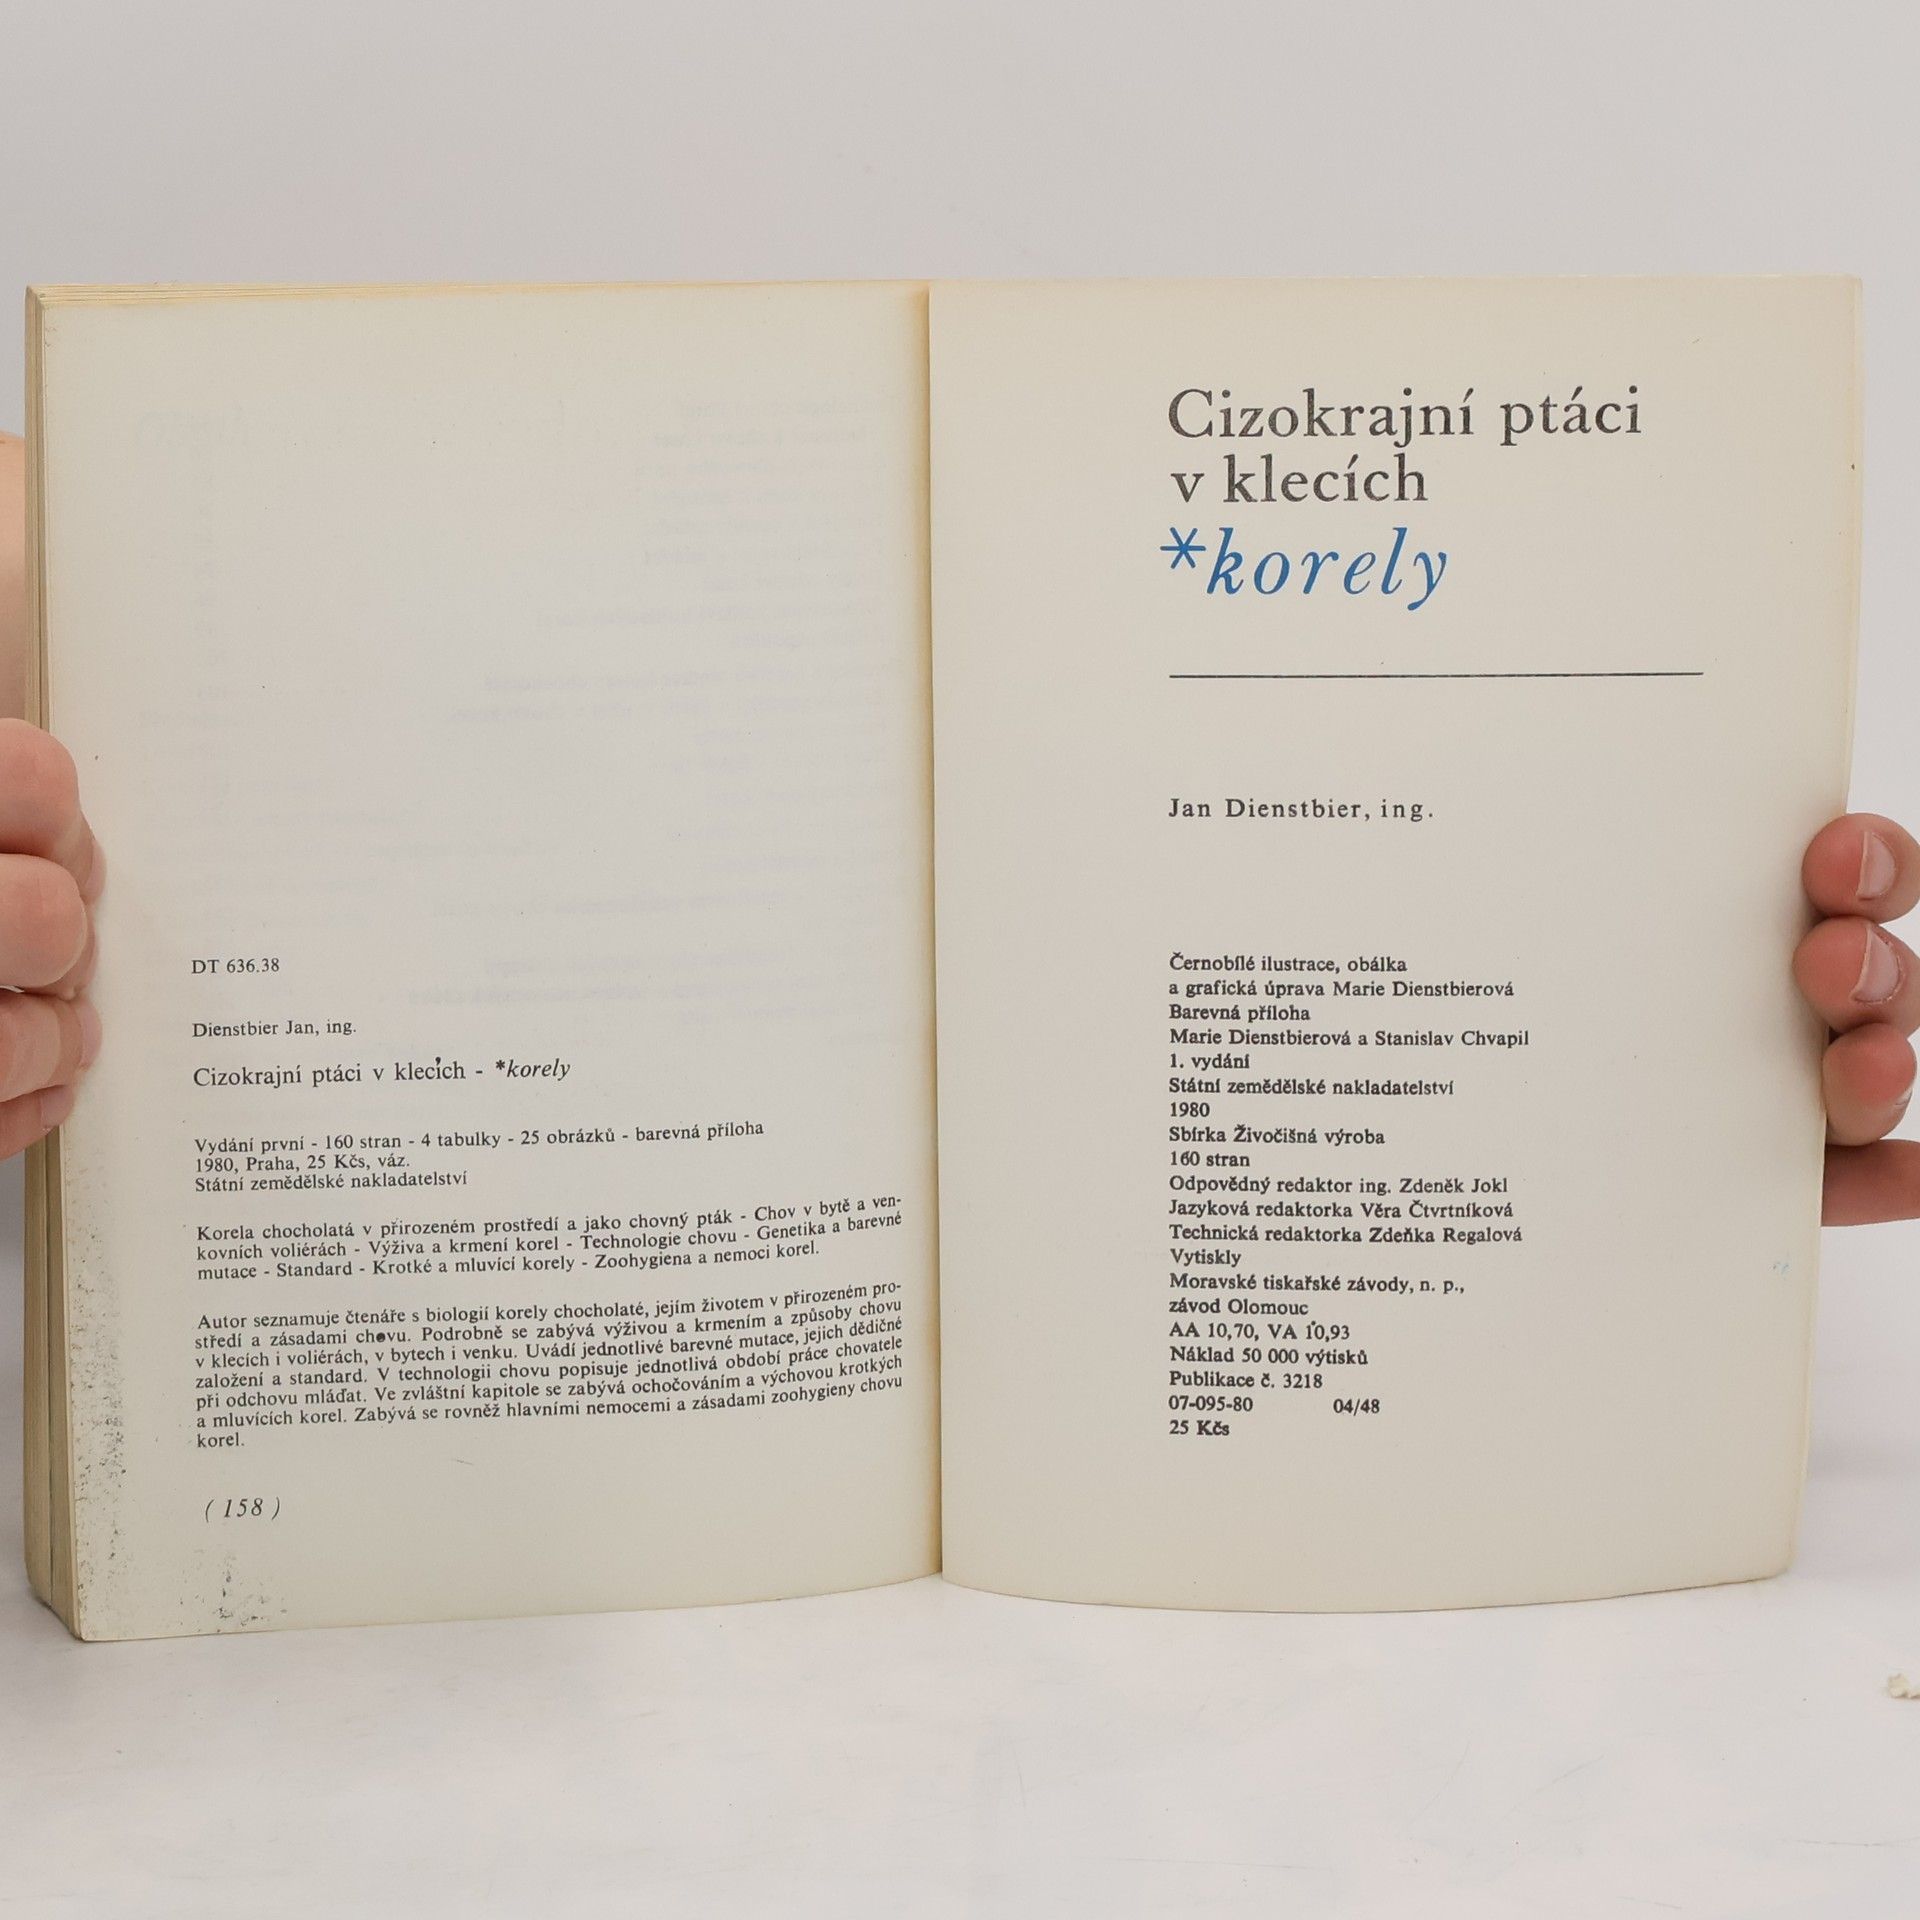 DT 636.38
Dienstbier Jan, ing.
Cizokrajní ptáci v klecích - *korely
Vydání první - 160 stran - 4 tabulky - 25 obrázků - barevná příloha
1980, Praha, 25 Kčs, váz.
Státní zemědělské nakladatelství
Korela chocholatá v přirozeném prostředí a jako chovný pták - Chov v bytě a ven-
kovních voliérách - Výživa a krmení korel - Technologie chovu - Genetika a barevné
mutace - Standard - Krotké a mluvící korely - Zoohygiena a nemoci korel.
Autor seznamuje čtenáře s biologií korely chocholaté, jejím životem v přirozeném pro-
středí a zásadami chovu. Podrobně se zabývá výživou a krmením a způsoby chovu
v klecích i voliérách, v bytech i venku. Uvádí jednotlivé barevné mutace, jejich dědičné
založení a standard. V technologii chovu popisuje jednotlivá období práce chovatele
při odchovu mláďat. Ve zvláštní kapitole se zabývá ochočováním a výchovou krotkých
a mluvících korel. Zabývá se rovněž hlavními nemocemi a zásadami zoohygieny chovu
korel.
( 158 )
Cizokrajní ptáci
v klecích
*korely
Jan Dienstbier, ing.
Černobílé ilustrace, obálka
a grafická úprava Marie Dienstbierová
Barevná příloha
Marie Dienstbierová a Stanislav Chvapil
1. vydání
Státní zemědělské nakladatelství
1980
Sbírka Živočišná výroba
160 stran
Odpovědný redaktor ing. Zdeněk Jokl
Jazyková redaktorka Věra Čtvrtníková
Technická redaktorka Zdeňka Regalová
Vytiskly
Moravské tiskařské závody, n. p.,
závod Olomouc
AA 10,70, VA 10,93
Náklad 50 000 výtisků
Publikace č. 3218
07-095-80 04/48
25 Kčs